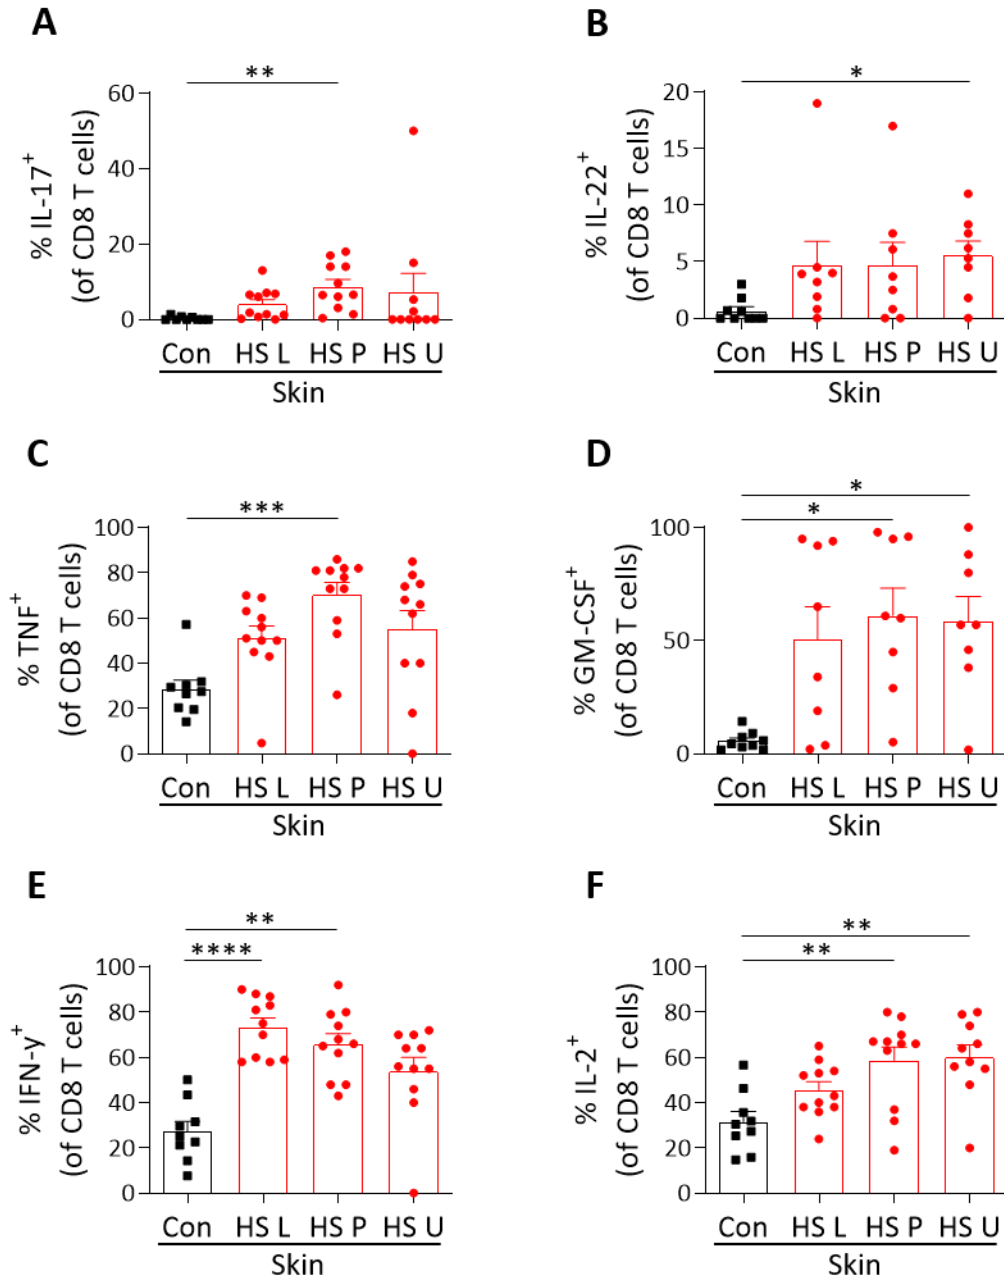 A
**
% IL-17+
(of CD8 T cells)
60
40
20
0
Con HS L HS P HS U
Skin
B
*
% IL-22+
(of CD8 T cells)
20
15
10
5
0
Con HS L HS P HS U
Skin
C
***
% TNF+
(of CD8 T cells)
100
80
60
40
20
0
Con HS L HS P HS U
Skin
D
*
*
% GM-CSF+
(of CD8 T cells)
100
50
0
Con HS L HS P HS U
Skin
E
**
****
% IFN-y+
(of CD8 T cells)
100
80
60
40
20
0
Con HS L HS P HS U
Skin
F
**
**
% IL-2+
(of CD8 T cells)
100
80
60
40
20
0
Con HS L HS P HS U
Skin